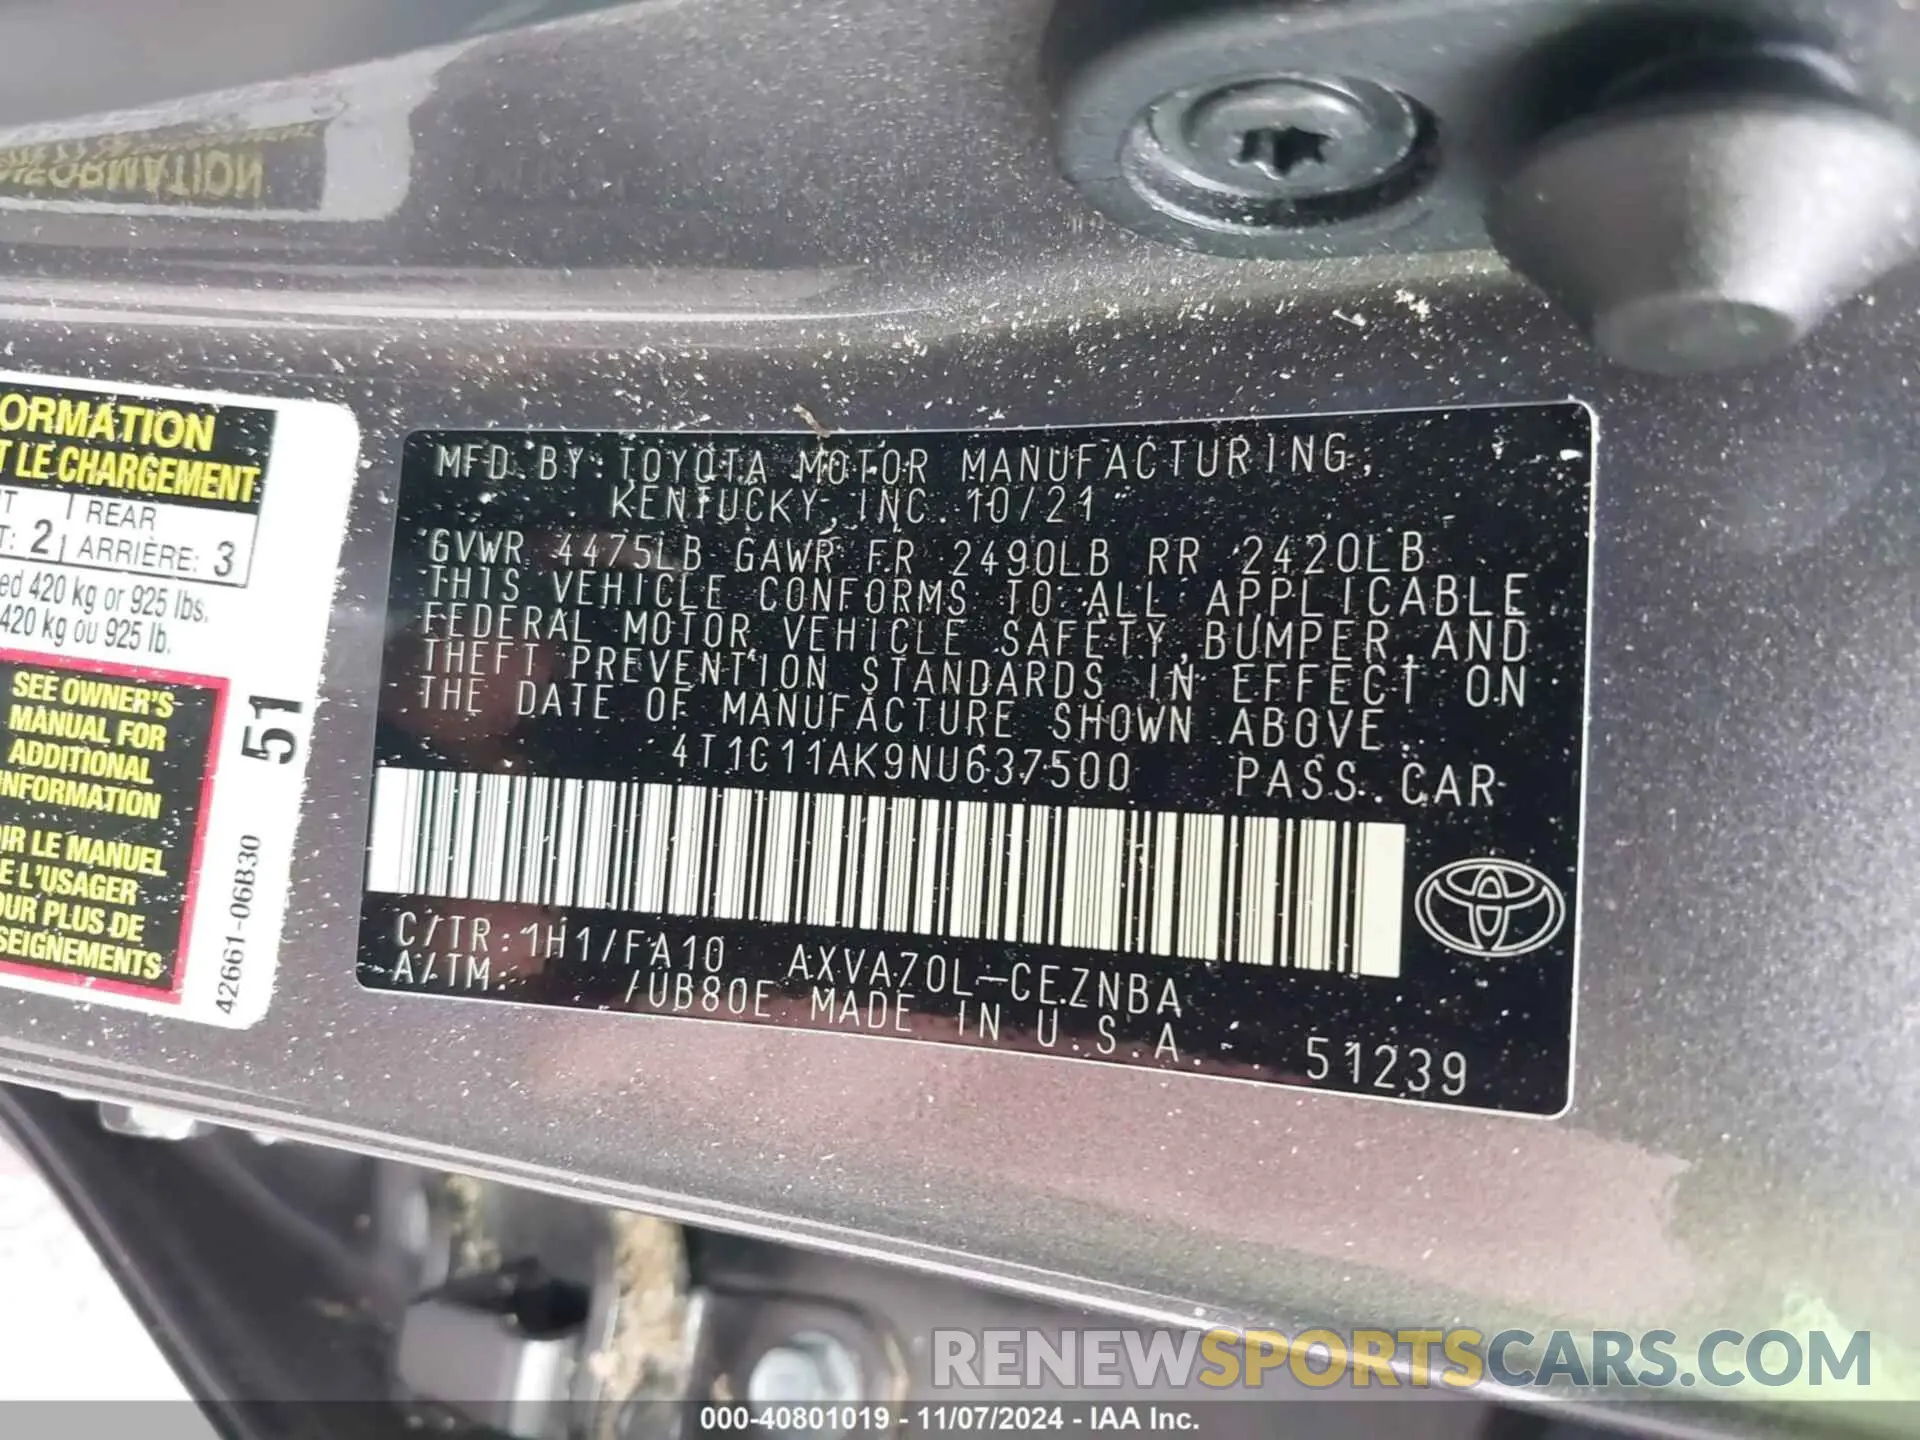 INFORMATION
ORMATION
T LE CHARGEMENT
REAR
T: 2 ARRIÈRE: 3
ed 420 kg or 925 lbs.
420 kg ou 925 lb.
SEE OWNER'S
MANUAL FOR
ADDITIONAL
INFORMATION
IR LE MANUEL
E L'USAGER
OUR PLUS DE
SEIGNEMENTS
51
42661-06B30
MFD BY TOYOTA MOTOR MANUFACTURING,
KENTUCKY, INC. 10/21
GVWR 4475LB GAWR FR 2490LB RR 2420LB
THIS VEHICLE CONFORMS TO ALL APPLICABLE
FEDERAL MOTOR VEHICLE SAFETY, BUMPER, AND
THEFT PREVENTION STANDARDS IN EFFECT ON
THE DATE OF MANUFACTURE SHOWN ABOVE.
4T1C11AK9NU637500 PASS. CAR
C/TR: 1H1/FA10 AXVA70L-CEZNBA
A/TM: /UB80E MADE IN U.S.A.
51239
RENEWSPORTSCARS.COM
000-40801019 - 11/07/2024 - IAA Inc.